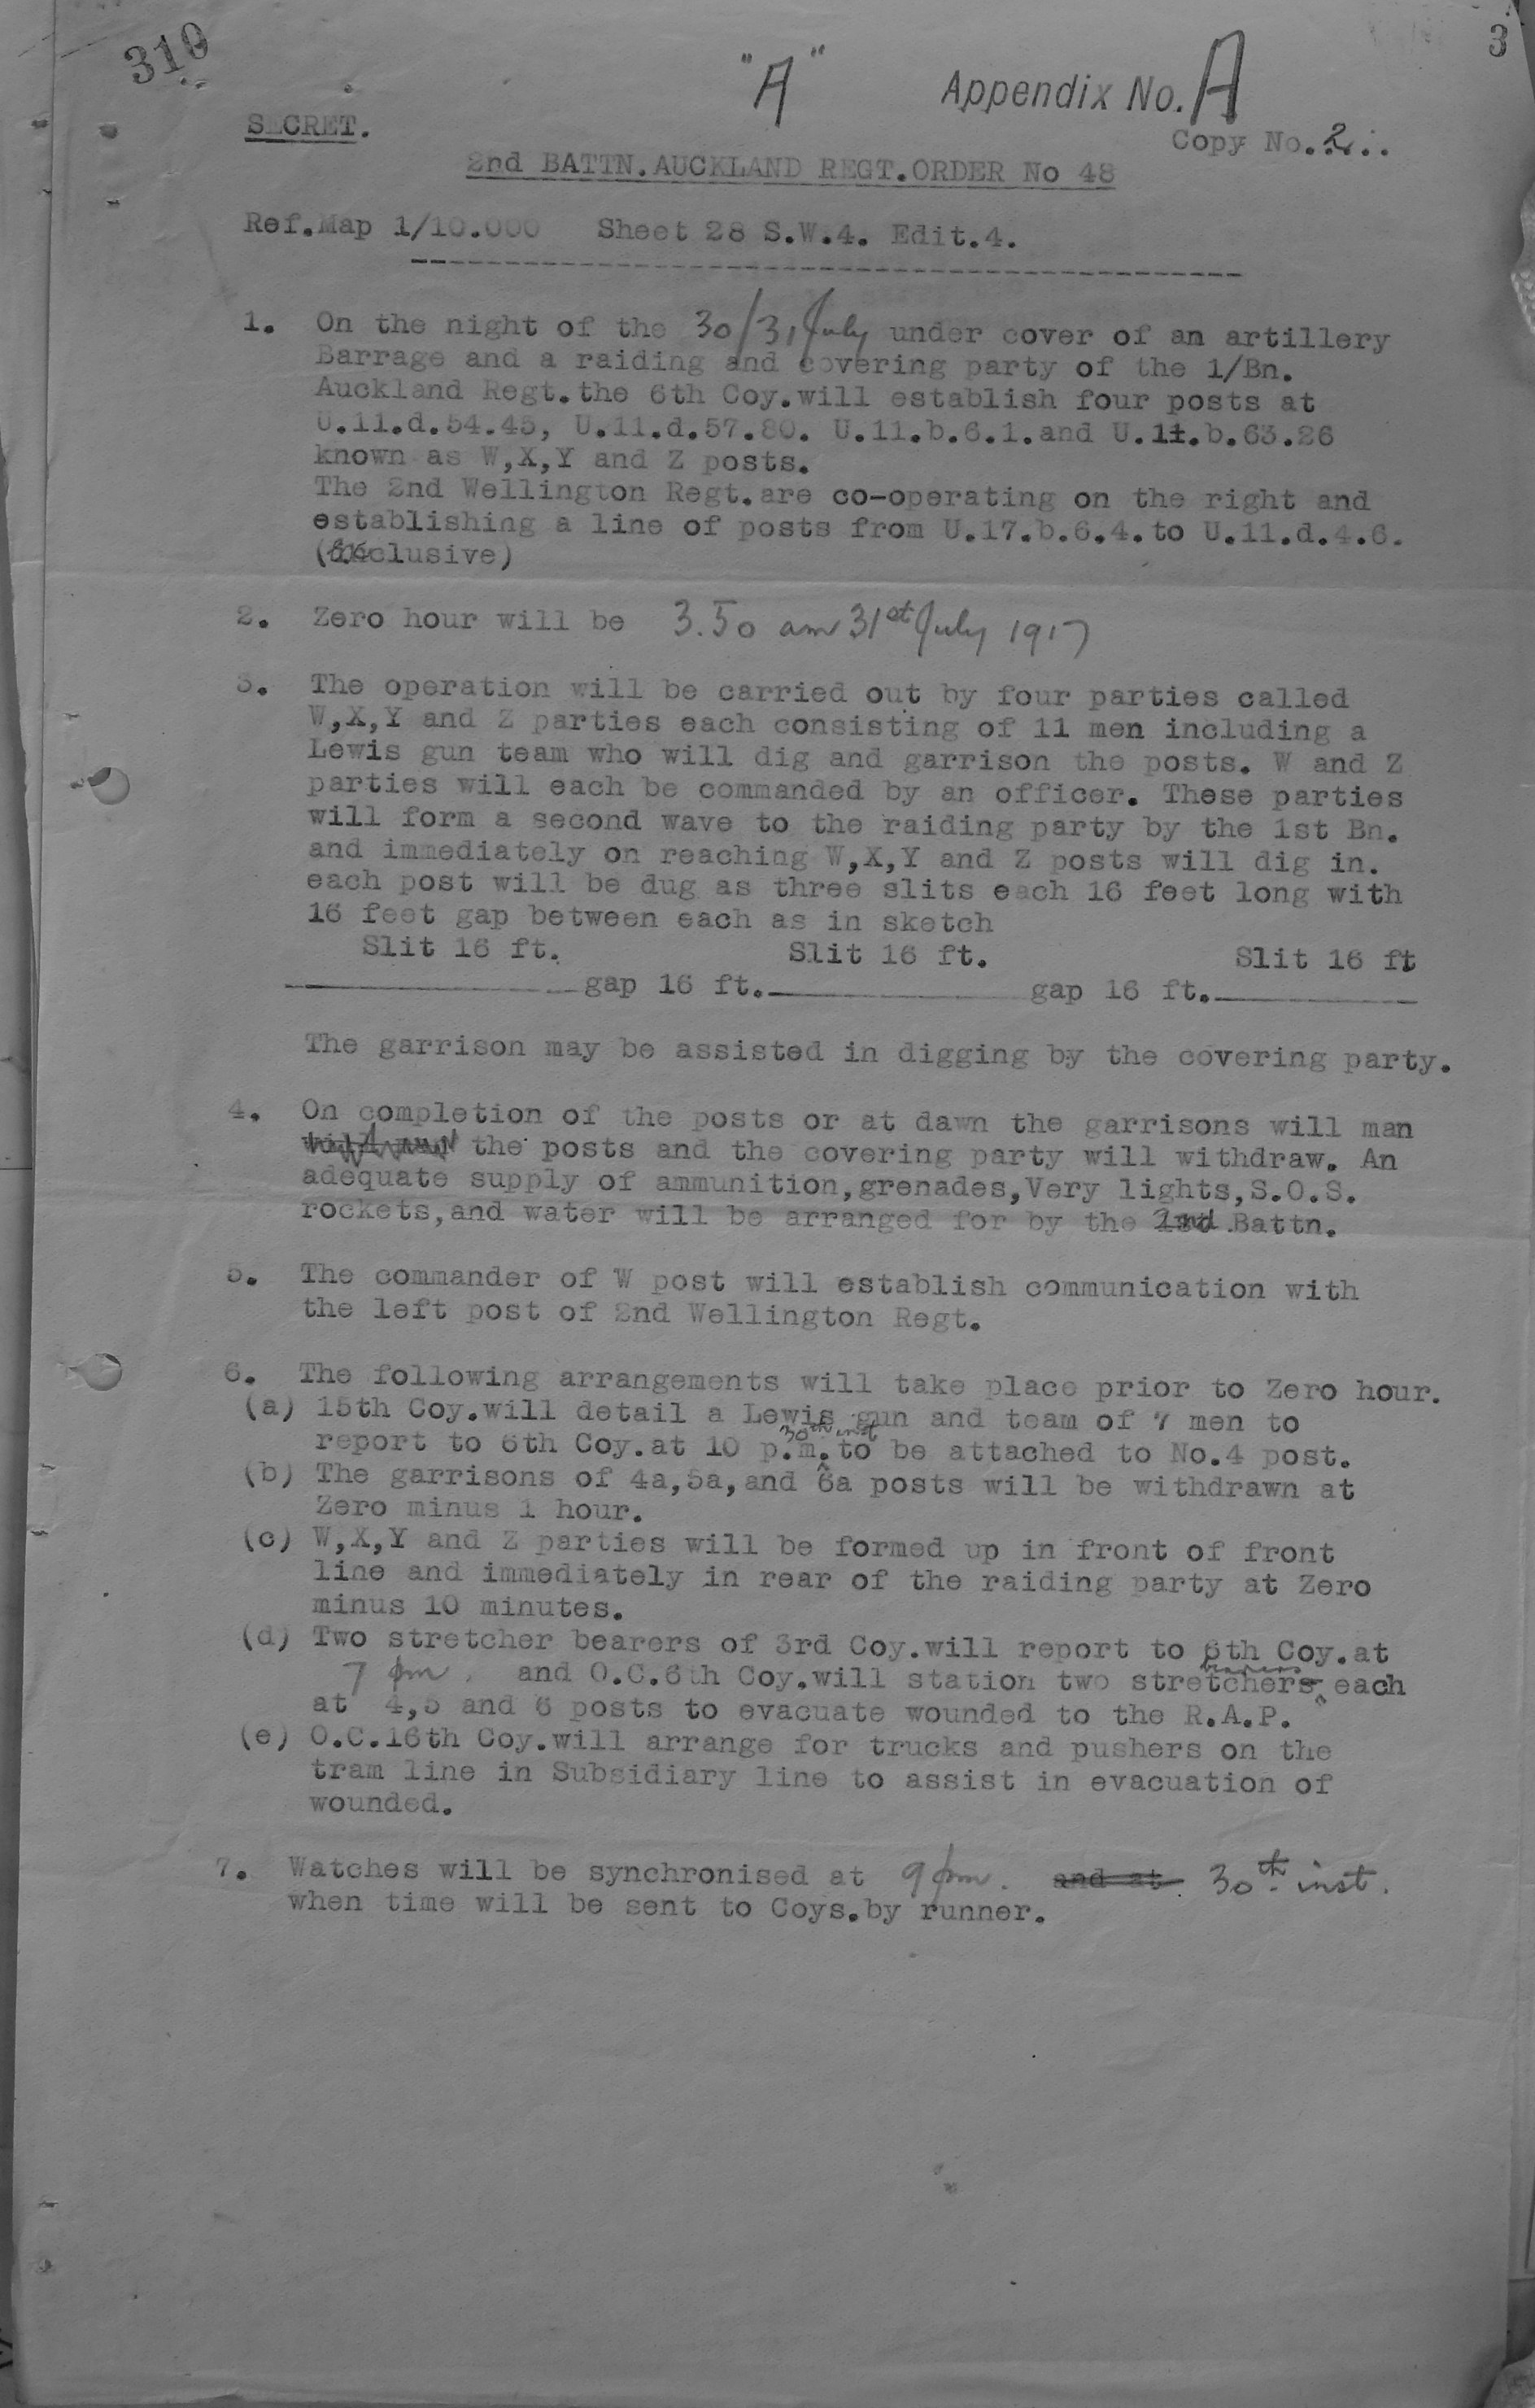 310
3
"A" Appendix No. A
SECRET.
Copy No. 2...
2nd BATTN. AUCKLAND REGT. ORDER No 48
Ref. Map 1/10.000 Sheet 28 S.W.4. Edit.4.
1. On the night of the 30/31 July under cover of an artillery
Barrage and a raiding and covering party of the 1/Bn.
Auckland Regt. the 6th Coy. will establish four posts at
U.11.d.54.45, U.11.d.57.80. U.11.b.6.1. and U.11.b.63.26
known as W,X,Y and Z posts.
The 2nd Wellington Regt. are co-operating on the right and
establishing a line of posts from U.17.b.6.4. to U.11.d.4.6.
(exclusive)
2. Zero hour will be 3.50 am 31st July 1917
3. The operation will be carried out by four parties called
W,X,Y and Z parties each consisting of 11 men including a
Lewis gun team who will dig and garrison the posts. W and Z
parties will each be commanded by an officer. These parties
will form a second wave to the raiding party by the 1st Bn.
and immediately on reaching W,X,Y and Z posts will dig in.
each post will be dug as three slits each 16 feet long with
16 feet gap between each as in sketch
Slit 16 ft. Slit 16 ft. Slit 16 ft
gap 16 ft. gap 16 ft.
The garrison may be assisted in digging by the covering party.
4. On completion of the posts or at dawn the garrisons will man
the posts and the covering party will withdraw. An
adequate supply of ammunition, grenades, Very lights, S.O.S.
rockets, and water will be arranged for by the 2nd Battn.
5. The commander of W post will establish communication with
the left post of 2nd Wellington Regt.
6. The following arrangements will take place prior to Zero hour.
(a) 15th Coy. will detail a Lewis gun and team of 7 men to
30th inst
report to 6th Coy. at 10 p.m. to be attached to No.4 post.
(b) The garrisons of 4a,5a, and 6a posts will be withdrawn at
Zero minus 1 hour.
(c) W,X,Y and Z parties will be formed up in front of front
line and immediately in rear of the raiding party at Zero
minus 10 minutes.
(d) Two stretcher bearers of 3rd Coy. will report to 6th Coy. at
bearers
7 pm. and O.C. 6th Coy. will station two stretchers each
at 4,5 and 6 posts to evacuate wounded to the R.A.P.
(e) O.C. 16th Coy. will arrange for trucks and pushers on the
tram line in Subsidiary line to assist in evacuation of
wounded.
7. Watches will be synchronised at 9 pm. and at 30th inst.
when time will be sent to Coys. by runner.